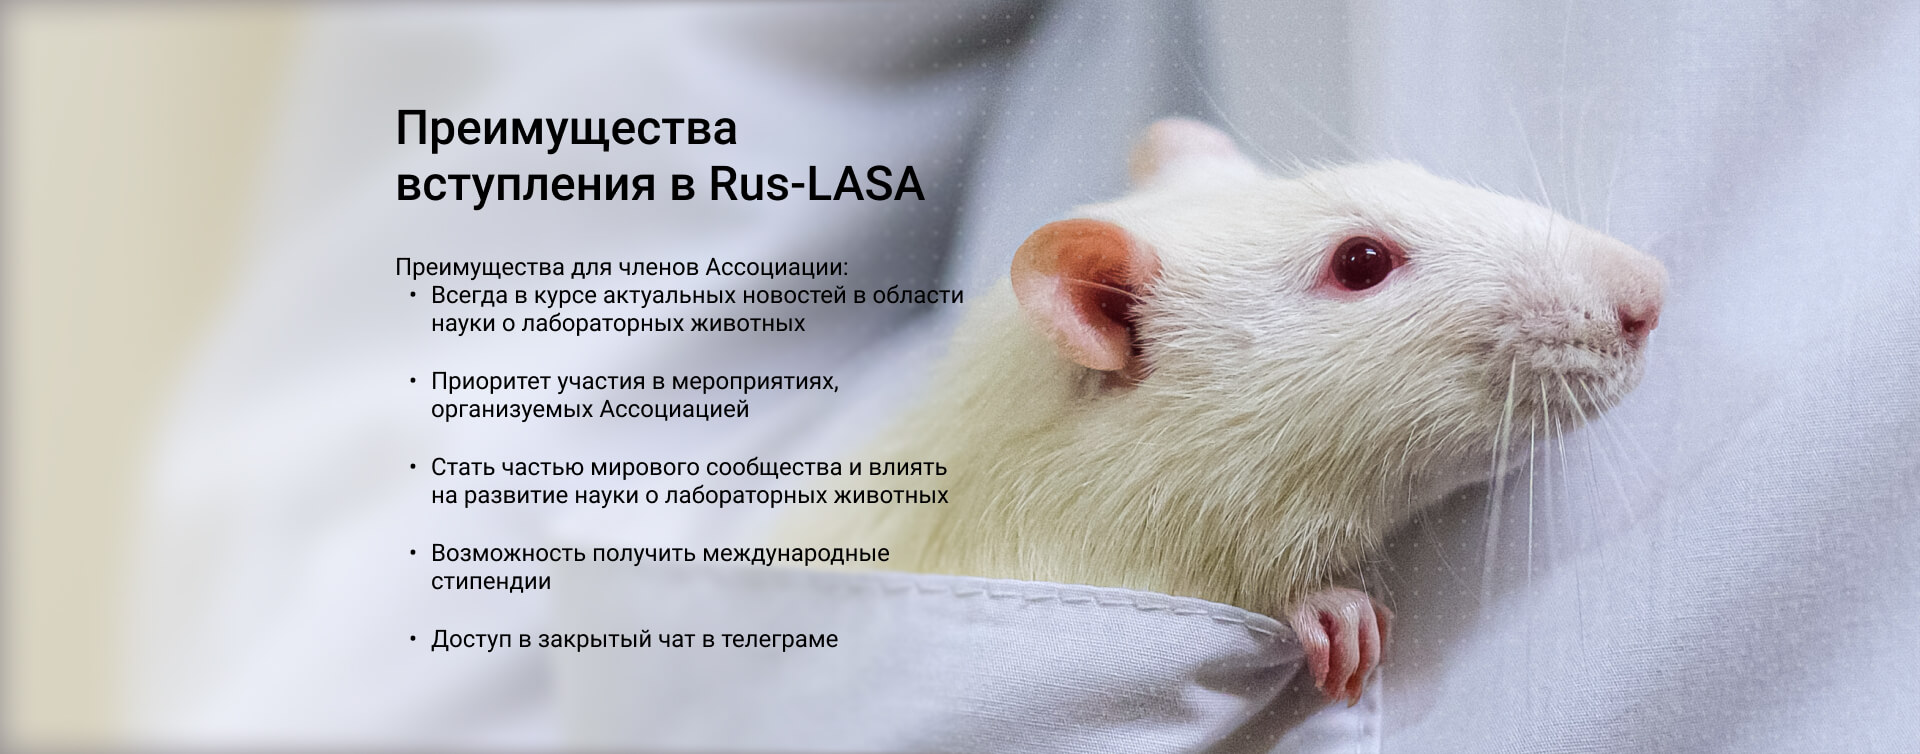 Преимущества
вступления в Rus-LASA
Преимущества для членов Ассоциации:
• Всегда в курсе актуальных новостей в области
науки о лабораторных животных
• Приоритет участия в мероприятиях,
организуемых Ассоциацией
• Стать частью мирового сообщества и влиять
на развитие науки о лабораторных животных
• Возможность получить международные
стипендии
• Доступ в закрытый чат в телеграме